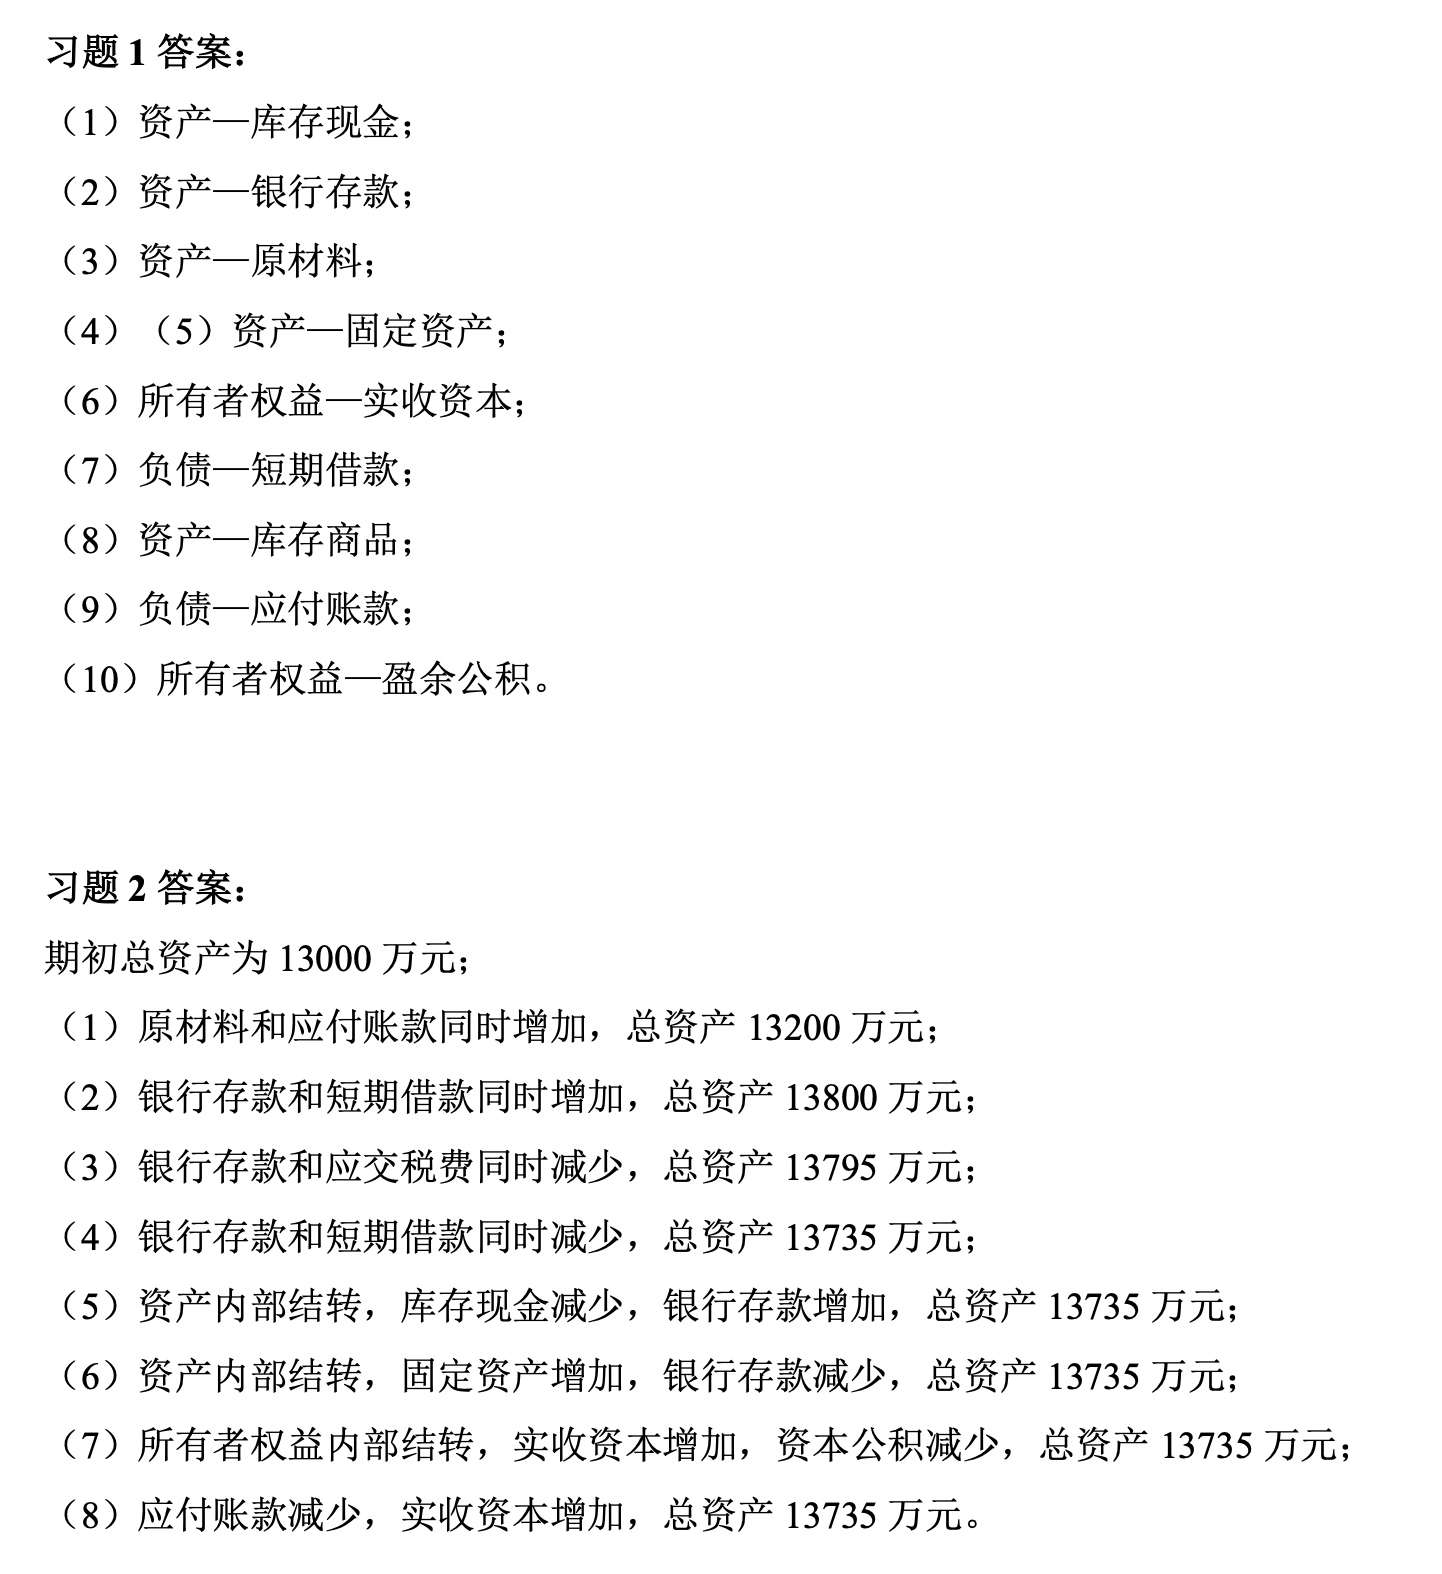 习题 1 答案：
（1）资产—库存现金；
（2）资产—银行存款；
（3）资产—原材料；
（4）（5）资产—固定资产；
（6）所有者权益—实收资本；
（7）负债—短期借款；
（8）资产—库存商品；
（9）负债—应付账款；
（10）所有者权益—盈余公积。
习题 2 答案：
期初总资产为 13000 万元；
（1）原材料和应付账款同时增加，总资产 13200 万元；
（2）银行存款和短期借款同时增加，总资产 13800 万元；
（3）银行存款和应交税费同时减少，总资产 13795 万元；
（4）银行存款和短期借款同时减少，总资产 13735 万元；
（5）资产内部结转，库存现金减少，银行存款增加，总资产 13735 万元；
（6）资产内部结转，固定资产增加，银行存款减少，总资产 13735 万元；
（7）所有者权益内部结转，实收资本增加，资本公积减少，总资产 13735 万元；
（8）应付账款减少，实收资本增加，总资产 13735 万元。